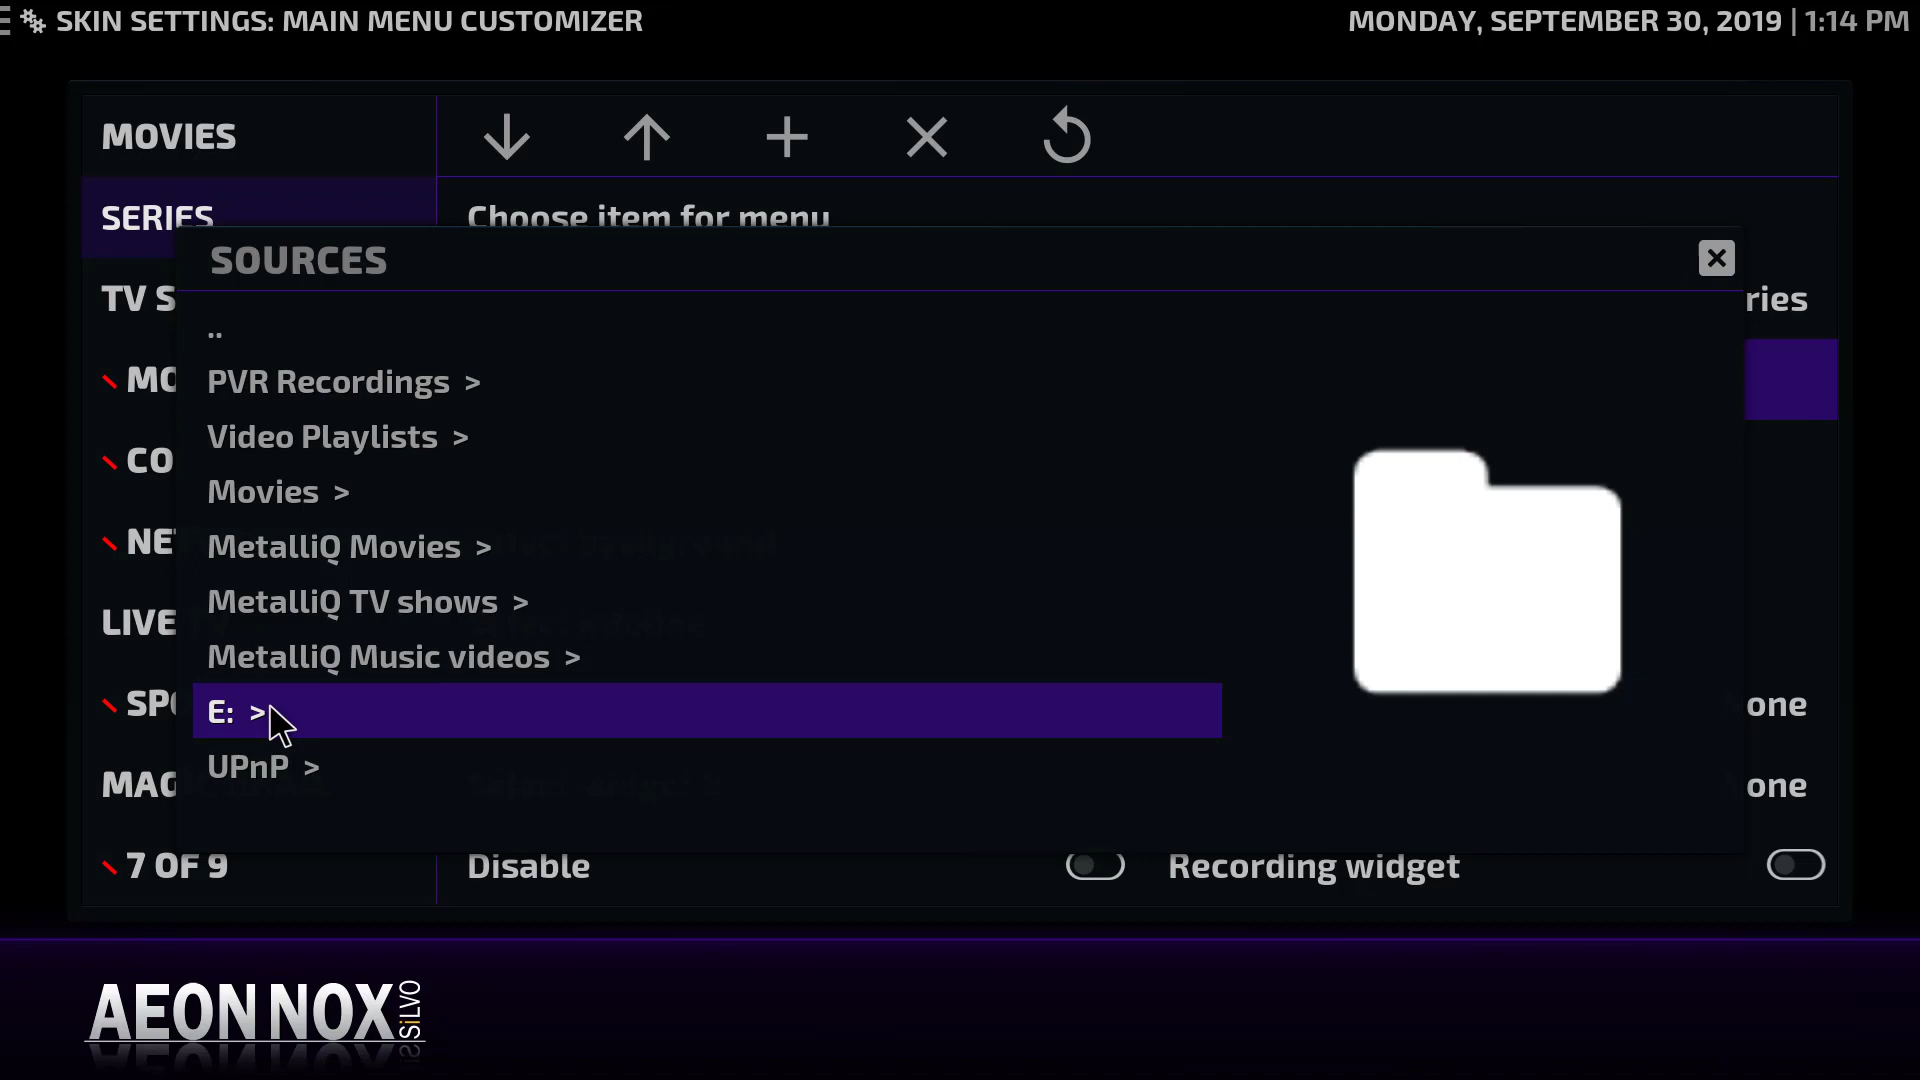 SKIN SETTINGS: MAIN MENU CUSTOMIZER
MONDAY, SEPTEMBER 30, 2019 | 1:14 PM
MOVIES
SERIES
Choose item for menu
SOURCES
TV S
ries
..
PVR Recordings >
MO
Video Playlists >
CO
Movies >
NE
MetalliQ Movies >
MetalliQ TV shows >
LIVE
MetalliQ Music videos >
SPO
E: >
one
UPnP >
MAG
one
7 OF 9
Disable
Recording widget
AEON NOX
SiLVO